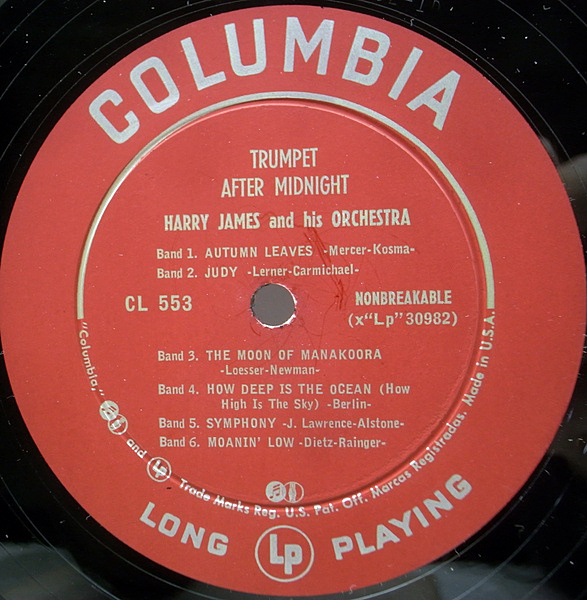 COLUMBIA
TRUMPET
AFTER MIDNIGHT
HARRY JAMES and his ORCHESTRA
Band 1. AUTUMN LEAVES -Mercer-Kosma-
Band 2. JUDY -Lerner-Carmichael-
CL 553
NONBREAKABLE
(x"Lp"30982)
Band 3. THE MOON OF MANAKOORA
-Loesser-Newman-
Band 4. HOW DEEP IS THE OCEAN (How
High Is The Sky) -Berlin-
Band 5. SYMPHONY -J. Lawrence-Alstone-
Band 6. MOANIN' LOW -Dietz-Rainger-
"Columbia," and Lp Trade Marks Reg. U.S. Pat. Off. Marcas Registradas. Made in U.S.A.
LONG Lp PLAYING